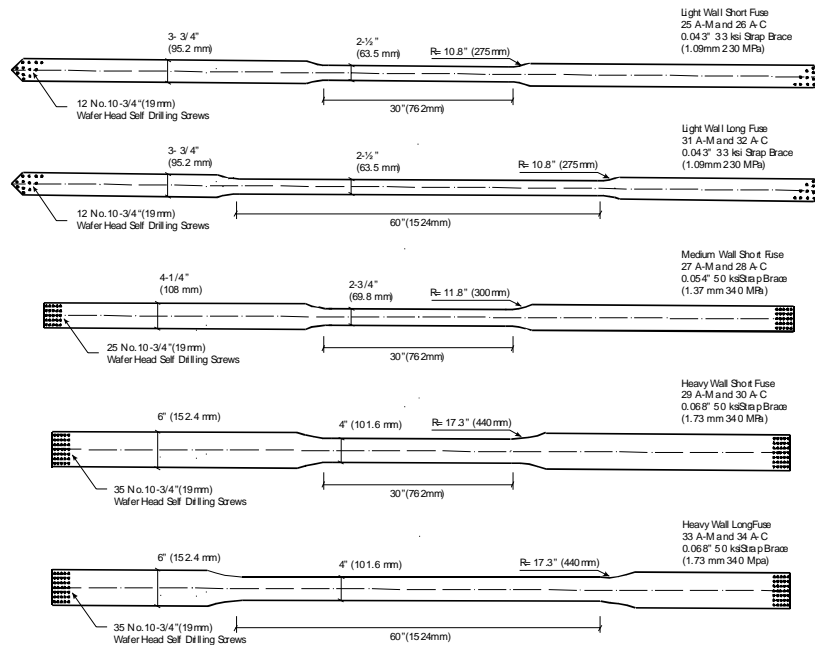 Light Wall Short Fuse
25 A-M and 26 A-C
0.043" 33 ksi Strap Brace
(1.09mm 230 MPa)
3- 3/4"
(95.2 mm)
2-½"
(63.5 mm)
R= 10.8" (275mm)
30"(762mm)
12 No.10-3/4"(19mm)
Wafer Head Self Drilling Screws
Light Wall Long Fuse
31 A-M and 32 A-C
0.043" 33 ksi Strap Brace
(1.09mm 230 MPa)
3- 3/4"
(95.2 mm)
2-½"
(63.5 mm)
R= 10.8" (275mm)
12 No.10-3/4"(19mm)
Wafer Head Self Drilling Screws
60"(1524mm)
Medium Wall Short Fuse
27 A-M and 28 A-C
0.054" 50 ksi Strap Brace
(1.37 mm 340 MPa)
4-1/4"
(108 mm)
2-3/4"
(69.8 mm)
R= 11.8" (300mm)
25 No.10-3/4"(19mm)
Wafer Head Self Drilling Screws
30"(762mm)
Heavy Wall Short Fuse
29 A-M and 30 A-C
0.068" 50 ksi Strap Brace
(1.73 mm 340 MPa)
6" (152.4 mm)
4" (101.6 mm)
R= 17.3" (440mm)
35 No.10-3/4"(19mm)
Wafer Head Self Drilling Screws
30"(762mm)
Heavy Wall Long Fuse
33 A-M and 34 A-C
0.068" 50 ksi Strap Brace
(1.73 mm 340 Mpa)
6" (152.4 mm)
4" (101.6 mm)
R= 17.3" (440mm)
35 No.10-3/4"(19mm)
Wafer Head Self Drilling Screws
60"(1524mm)